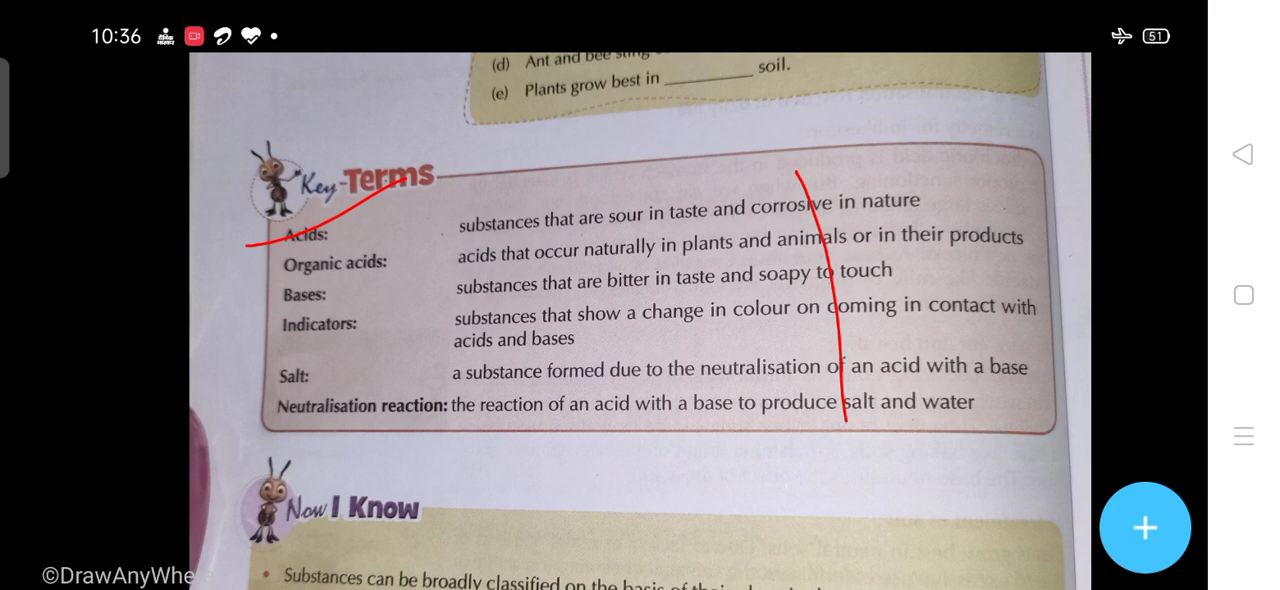 10:36
51
(d) Ant and bee sting
(e) Plants grow best in __________ soil.
Key-Terms
Acids: substances that are sour in taste and corrosive in nature
Organic acids: acids that occur naturally in plants and animals or in their products
Bases: substances that are bitter in taste and soapy to touch
Indicators: substances that show a change in colour on coming in contact with
acids and bases
Salt: a substance formed due to the neutralisation of an acid with a base
Neutralisation reaction: the reaction of an acid with a base to produce salt and water
Now I Know
• Substances can be broadly classified on the basis of
©DrawAnyWhere